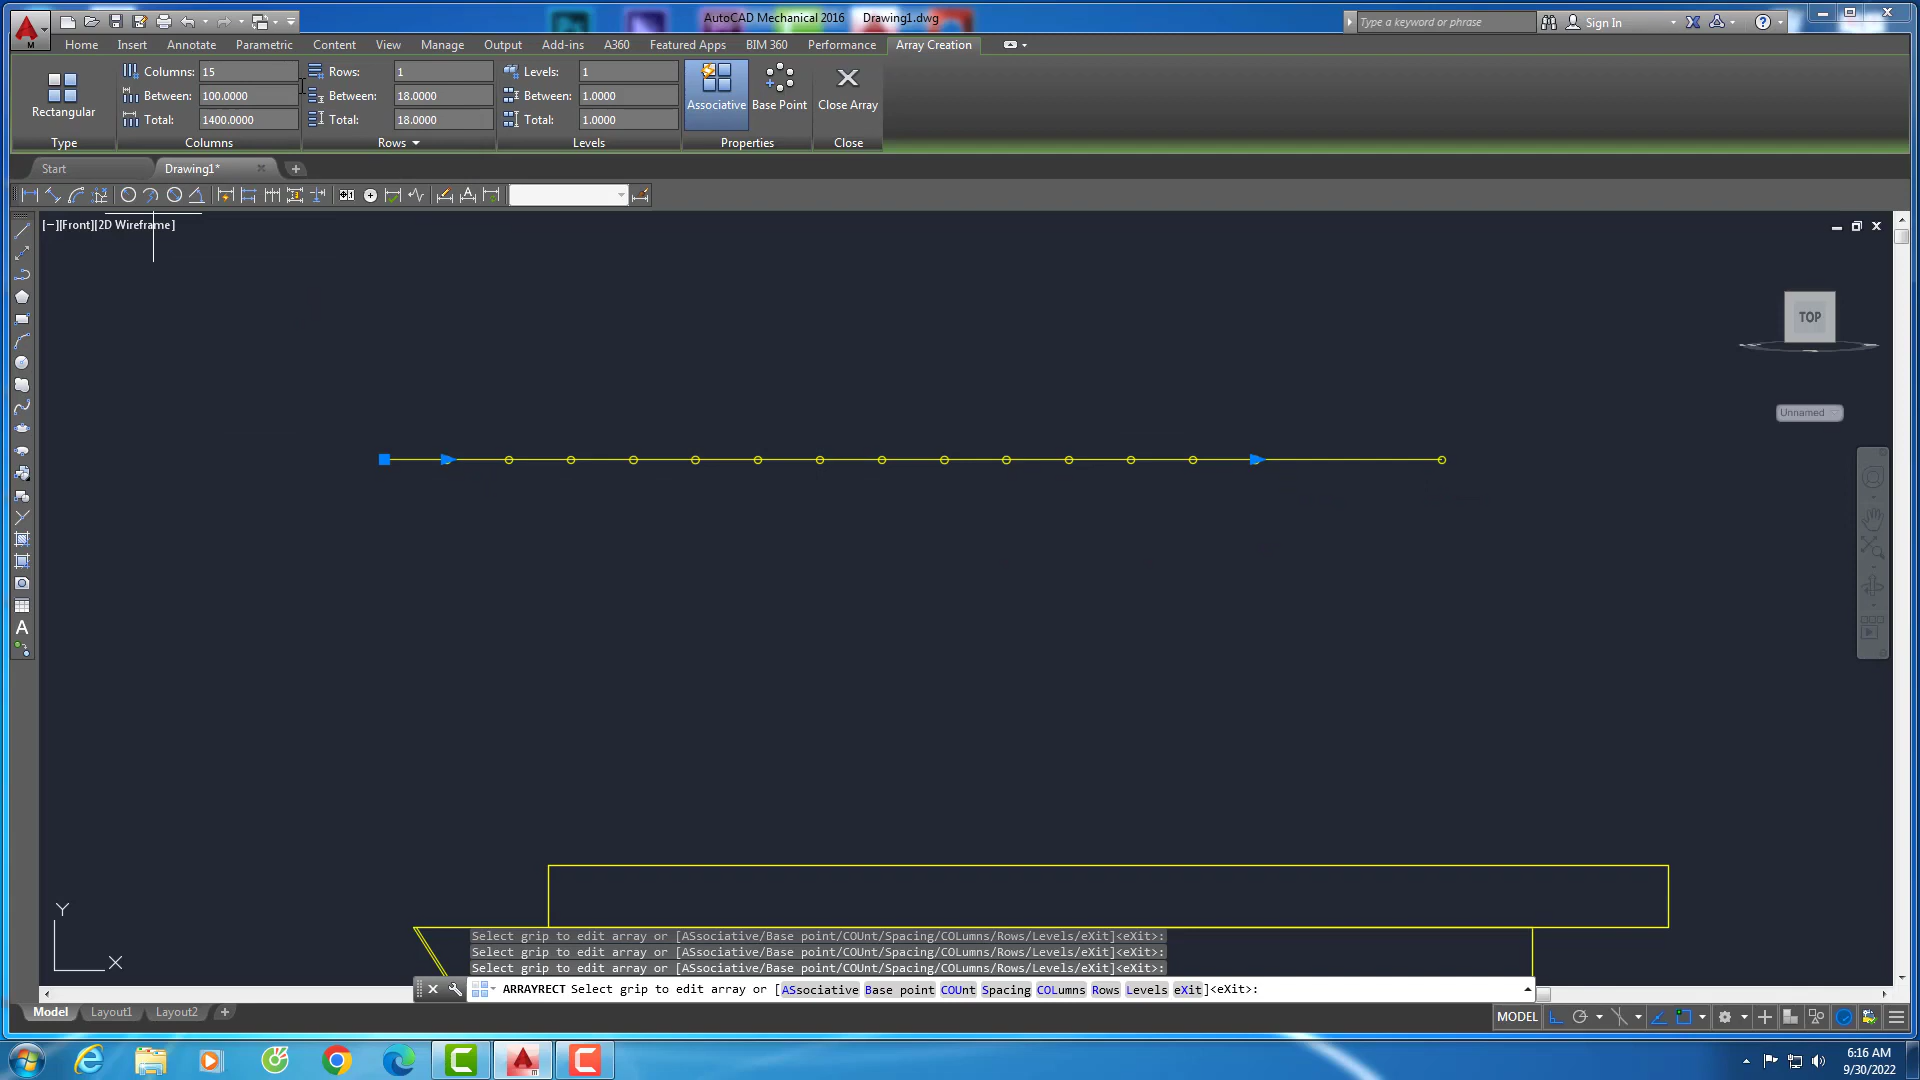 AutoCAD Mechanical 2016 Drawing1.dwg
Type a keyword or phrase
Sign In
M
Home Insert Annotate Parametric Content View Manage Output Add-ins A360 Featured Apps BIM 360 Performance Array Creation
Columns: 15 Rows: 1 Levels: 1
Between: 100.0000 Between: 18.0000 Between: 1.0000
Total: 1400.0000 Total: 18.0000 Total: 1.0000
Rectangular
Associative Base Point Close Array
Type Columns Rows Levels Properties Close
Start Drawing1*
[−][Front][2D Wireframe]
TOP
Unnamed
A
Y
X
Select grip to edit array or [ASsociative/Base point/COUnt/Spacing/COLumns/Rows/Levels/eXit]<eXit>:
Select grip to edit array or [ASsociative/Base point/COUnt/Spacing/COLumns/Rows/Levels/eXit]<eXit>:
Select grip to edit array or [ASsociative/Base point/COUnt/Spacing/COLumns/Rows/Levels/eXit]<eXit>:
ARRAYRECT Select grip to edit array or [ASsociative Base point COUnt Spacing COLumns Rows Levels eXit]<eXit>:
Model Layout1 Layout2
MODEL
6:16 AM
9/30/2022